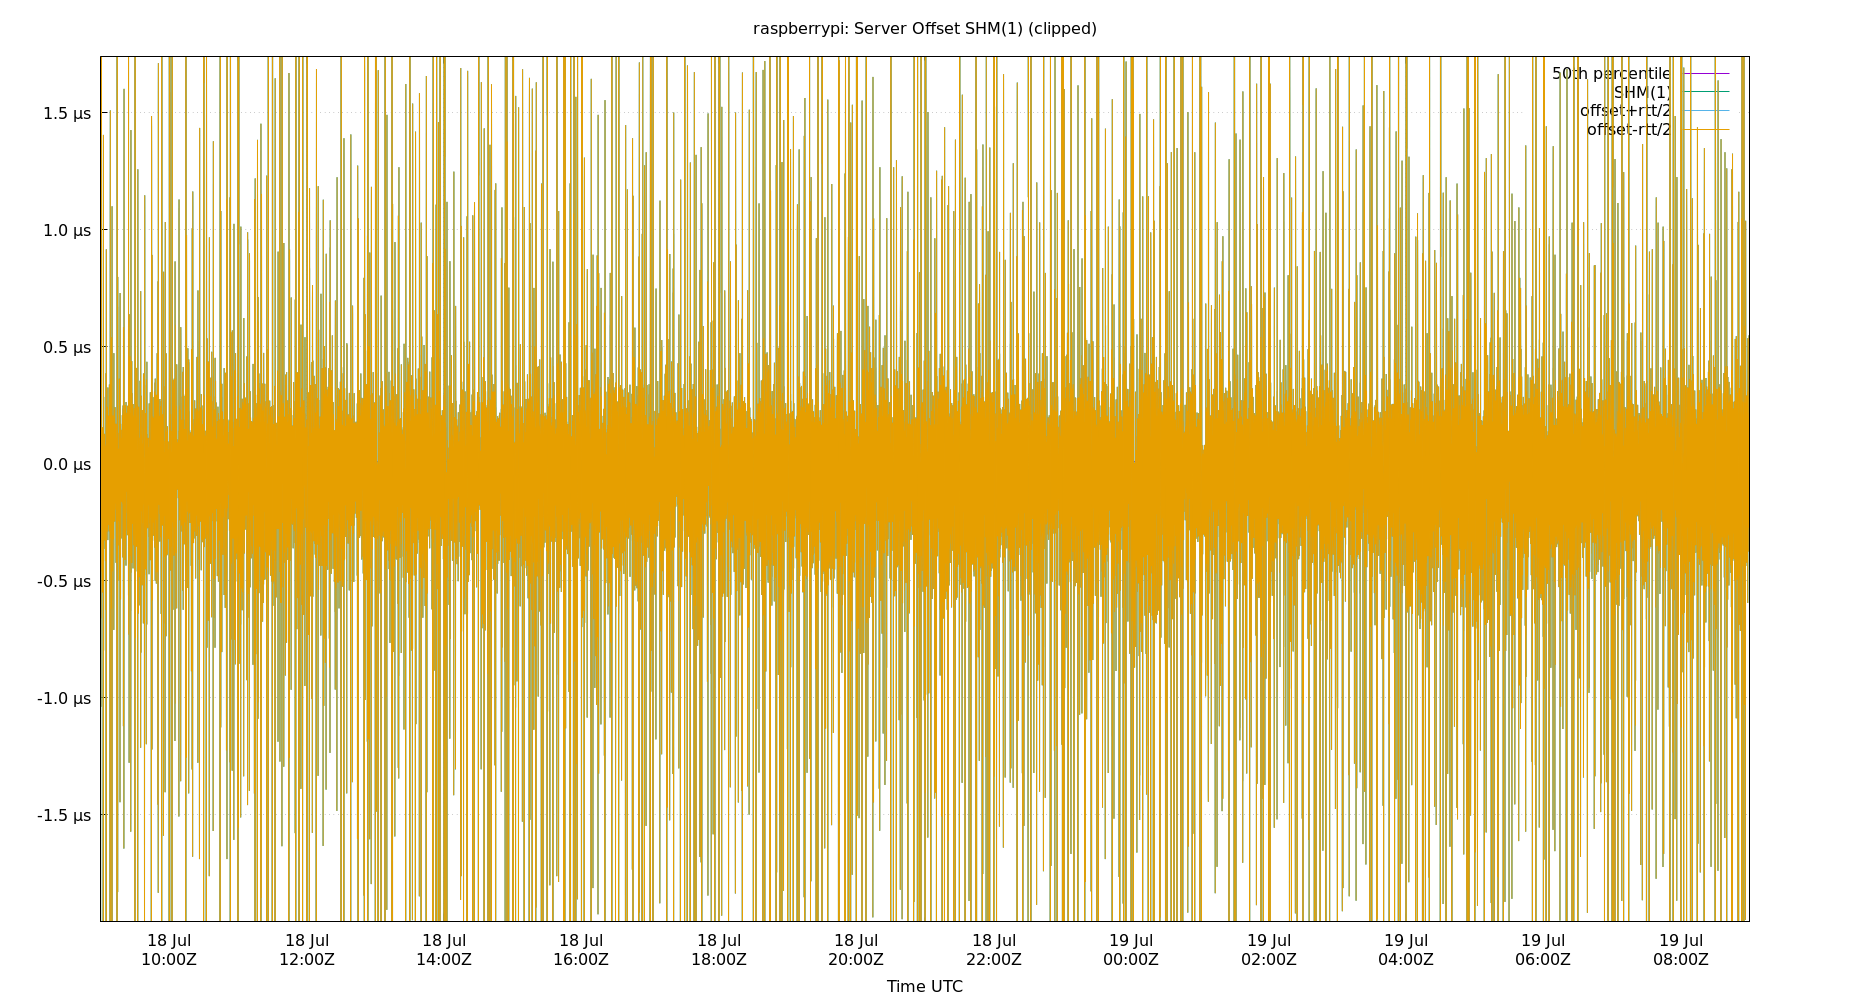 raspberrypi: Server Offset SHM(1) (clipped)
50th percentile
SHM(1)
offset+rtt/2
offset-rtt/2
1.5 µs
1.0 µs
0.5 µs
0.0 µs
-0.5 µs
-1.0 µs
-1.5 µs
18 Jul 18 Jul 18 Jul 18 Jul 18 Jul 18 Jul 18 Jul 19 Jul 19 Jul 19 Jul 19 Jul 19 Jul
10:00Z 12:00Z 14:00Z 16:00Z 18:00Z 20:00Z 22:00Z 00:00Z 02:00Z 04:00Z 06:00Z 08:00Z
Time UTC